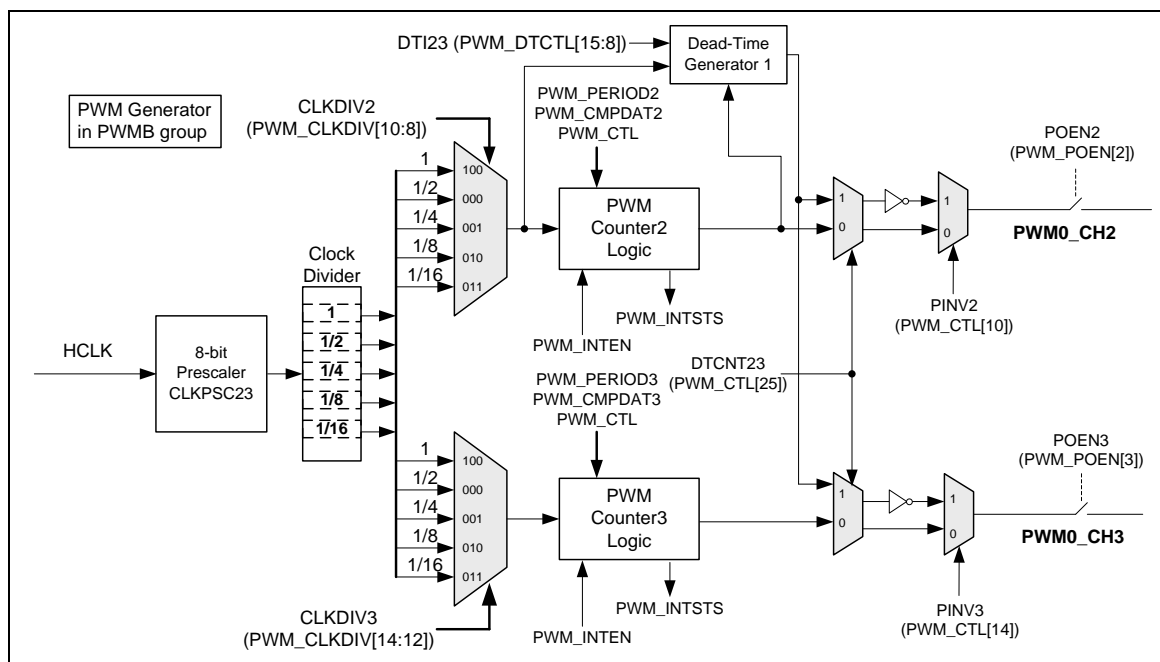 DTI23 (PWM_DTCTL[15:8])
Dead-Time
Generator 1
PWM Generator
in PWMB group
CLKDIV2
(PWM_CLKDIV[10:8])
PWM_PERIOD2
PWM_CMPDAT2
PWM_CTL
POEN2
(PWM_POEN[2])
1
1/2
1/4
1/8
1/16
100
000
001
010
011
PWM
Counter2
Logic
1
0
1
0
PWM0_CH2
Clock
Divider
1
1/2
1/4
1/8
1/16
PWM_INTSTS
PWM_INTEN
PINV2
(PWM_CTL[10])
HCLK
8-bit
Prescaler
CLKPSC23
DTCNT23
(PWM_CTL[25])
PWM_PERIOD3
PWM_CMPDAT3
PWM_CTL
POEN3
(PWM_POEN[3])
1
1/2
1/4
1/8
1/16
100
000
001
010
011
PWM
Counter3
Logic
1
0
1
0
PWM0_CH3
PWM_INTSTS
PWM_INTEN
CLKDIV3
(PWM_CLKDIV[14:12])
PINV3
(PWM_CTL[14])